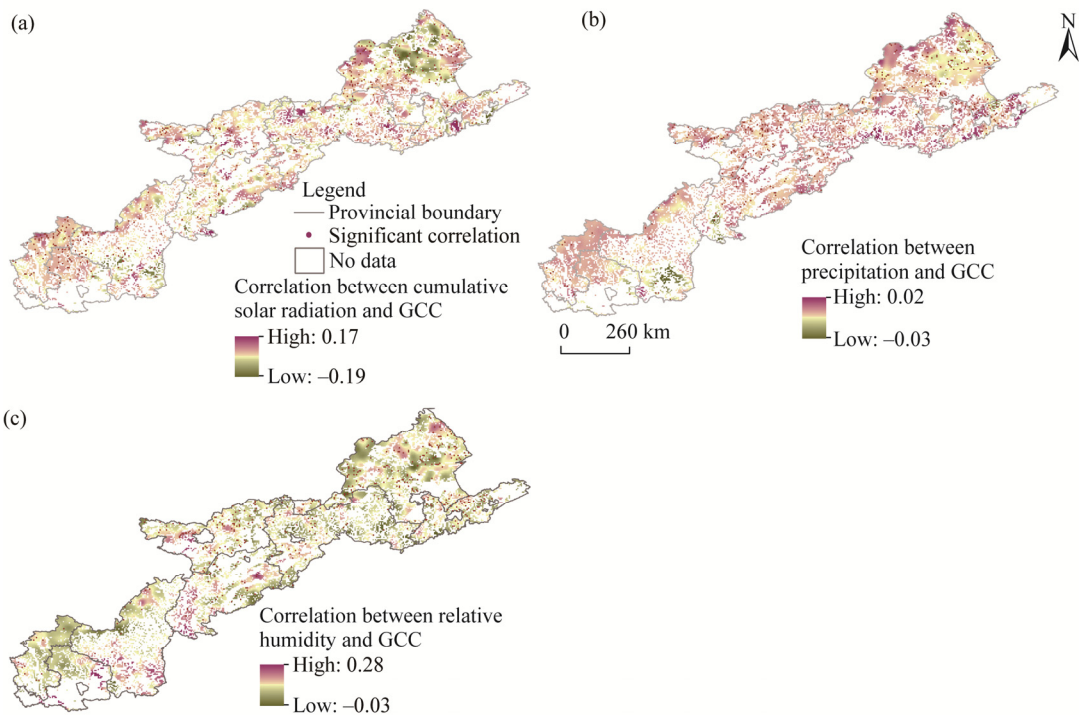 (a)
(b)
N
Legend
Provincial boundary
Significant correlation
No data
Correlation between cumulative
solar radiation and GCC
High: 0.17
Low: –0.19
Correlation between
precipitation and GCC
High: 0.02
Low: –0.03
0 260 km
(c)
Correlation between relative
humidity and GCC
High: 0.28
Low: –0.03